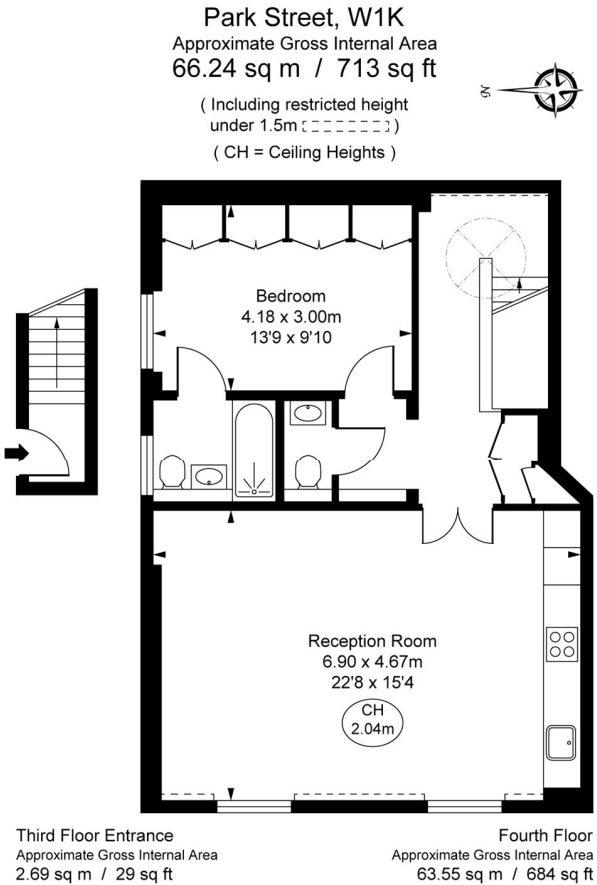 Park Street, W1K
Approximate Gross Internal Area
66.24 sq m / 713 sq ft
( Including restricted height
under 1.5m )
( CH = Ceiling Heights )
N
Bedroom
4.18 x 3.00m
13'9 x 9'10
Reception Room
6.90 x 4.67m
22'8 x 15'4
CH
2.04m
Third Floor Entrance
Approximate Gross Internal Area
2.69 sq m / 29 sq ft
Fourth Floor
Approximate Gross Internal Area
63.55 sq m / 684 sq ft